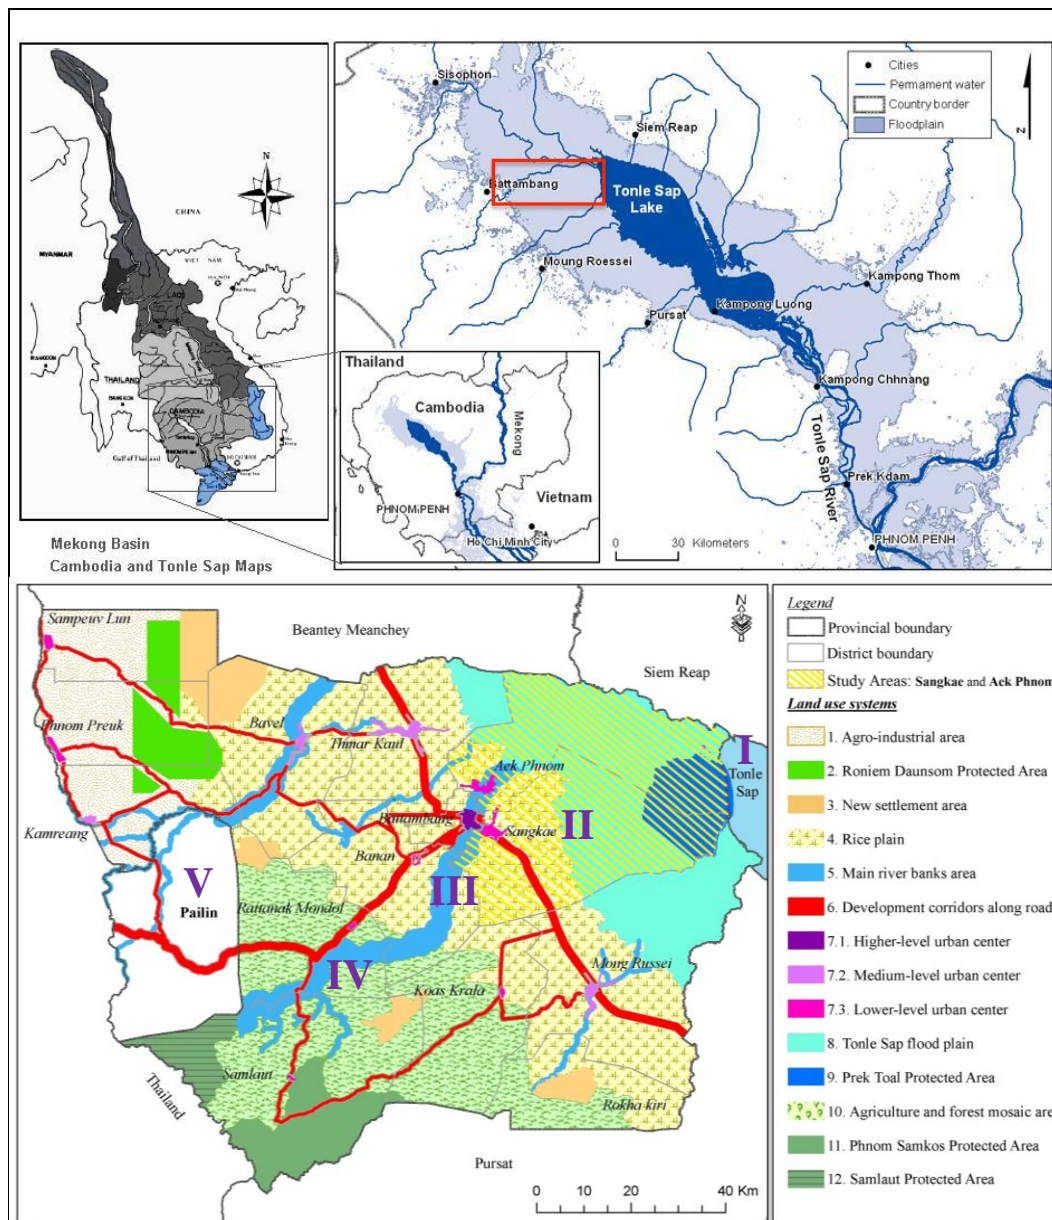 N
CHINA
MYANMAR
VIET NAM
HANOI
LAOS
THAILAND
BANGKOK
CAMBODIA
Gulf of Thailand
Mekong Basin
Cambodia and Tonle Sap Maps
Cities
Permament water
Country border
Floodplain
N
Sisophon
Siem Reap
Battambang
Tonle Sap
Lake
Moung Roessei
Kampong Thom
Kampong Luong
Pursat
Kampong Chhnang
Tonle Sap River
Prek Kdam
PHNOM PENH
0 30 Kilometers
Thailand
Cambodia
Mekong
Vietnam
PHNOM PENH
Ho Chi Minh City
Sampeuv Lun
Beantey Meanchey
N
Siem Reap
Phnom Preuk
Bavel
Thmar Kaul
Aek Phnom
I
Tonle
Sap
Kamreang
Battambang
Sangkae
II
Banan
V
Pailin
Rattanak Mondol
III
IV
Koas Krala
Mong Russei
Samlaut
Rokha kiri
Thailand
Pursat
0 10 20 40 Km
Legend
Provincial boundary
District boundary
Study Areas: Sangkae and Aek Phnom
Land use systems
1. Agro-industrial area
2. Roniem Daunsom Protected Area
3. New settlement area
4. Rice plain
5. Main river banks area
6. Development corridors along road
7.1. Higher-level urban center
7.2. Medium-level urban center
7.3. Lower-level urban center
8. Tonle Sap flood plain
9. Prek Toal Protected Area
10. Agriculture and forest mosaic are
11. Phnom Samkos Protected Area
12. Samlaut Protected Area